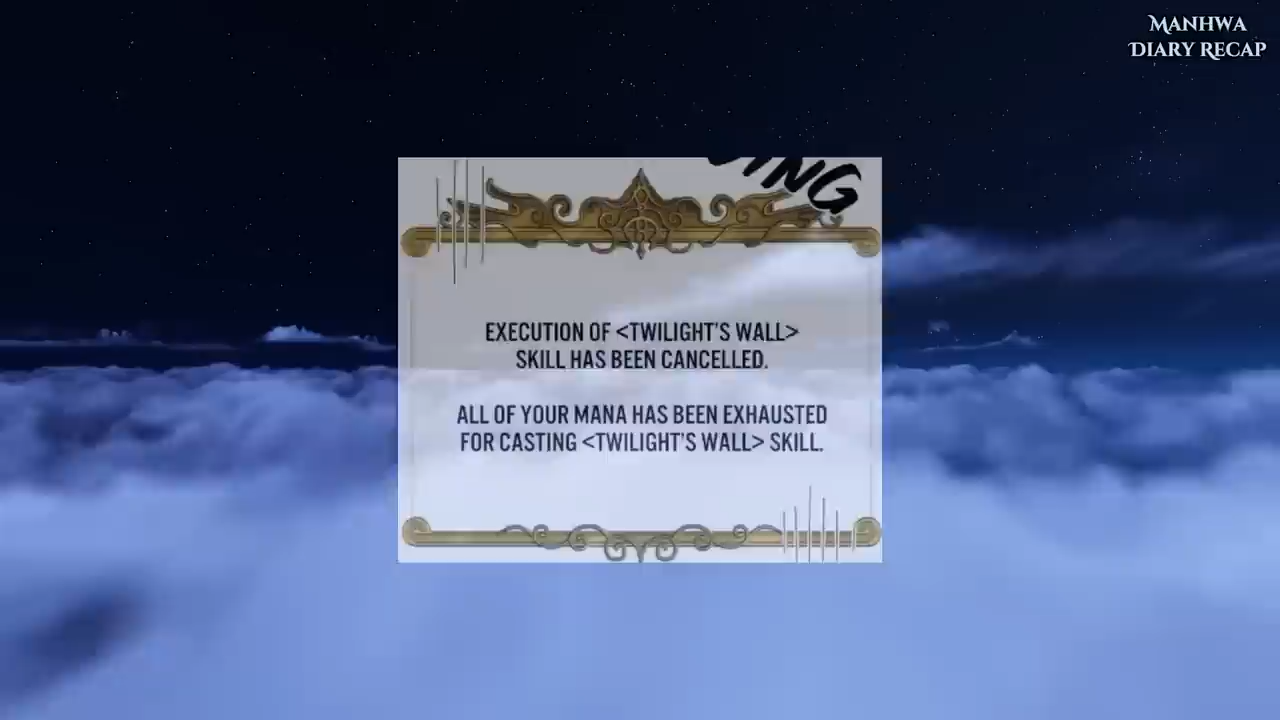 MANHWA
DIARY RECAP
EXECUTION OF <TWILIGHT'S WALL>
SKILL HAS BEEN CANCELLED.
ALL OF YOUR MANA HAS BEEN EXHAUSTED
FOR CASTING <TWILIGHT'S WALL> SKILL.